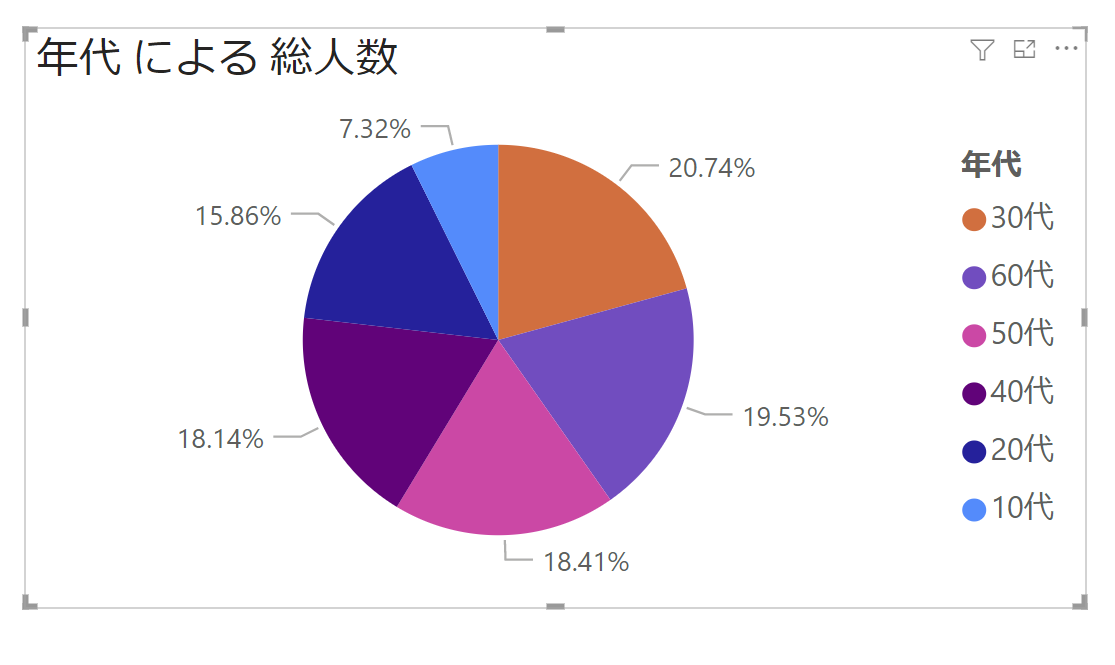 年代 による 総人数
7.32%
20.74%
15.86%
19.53%
18.14%
18.41%
年代
30代
60代
50代
40代
20代
10代